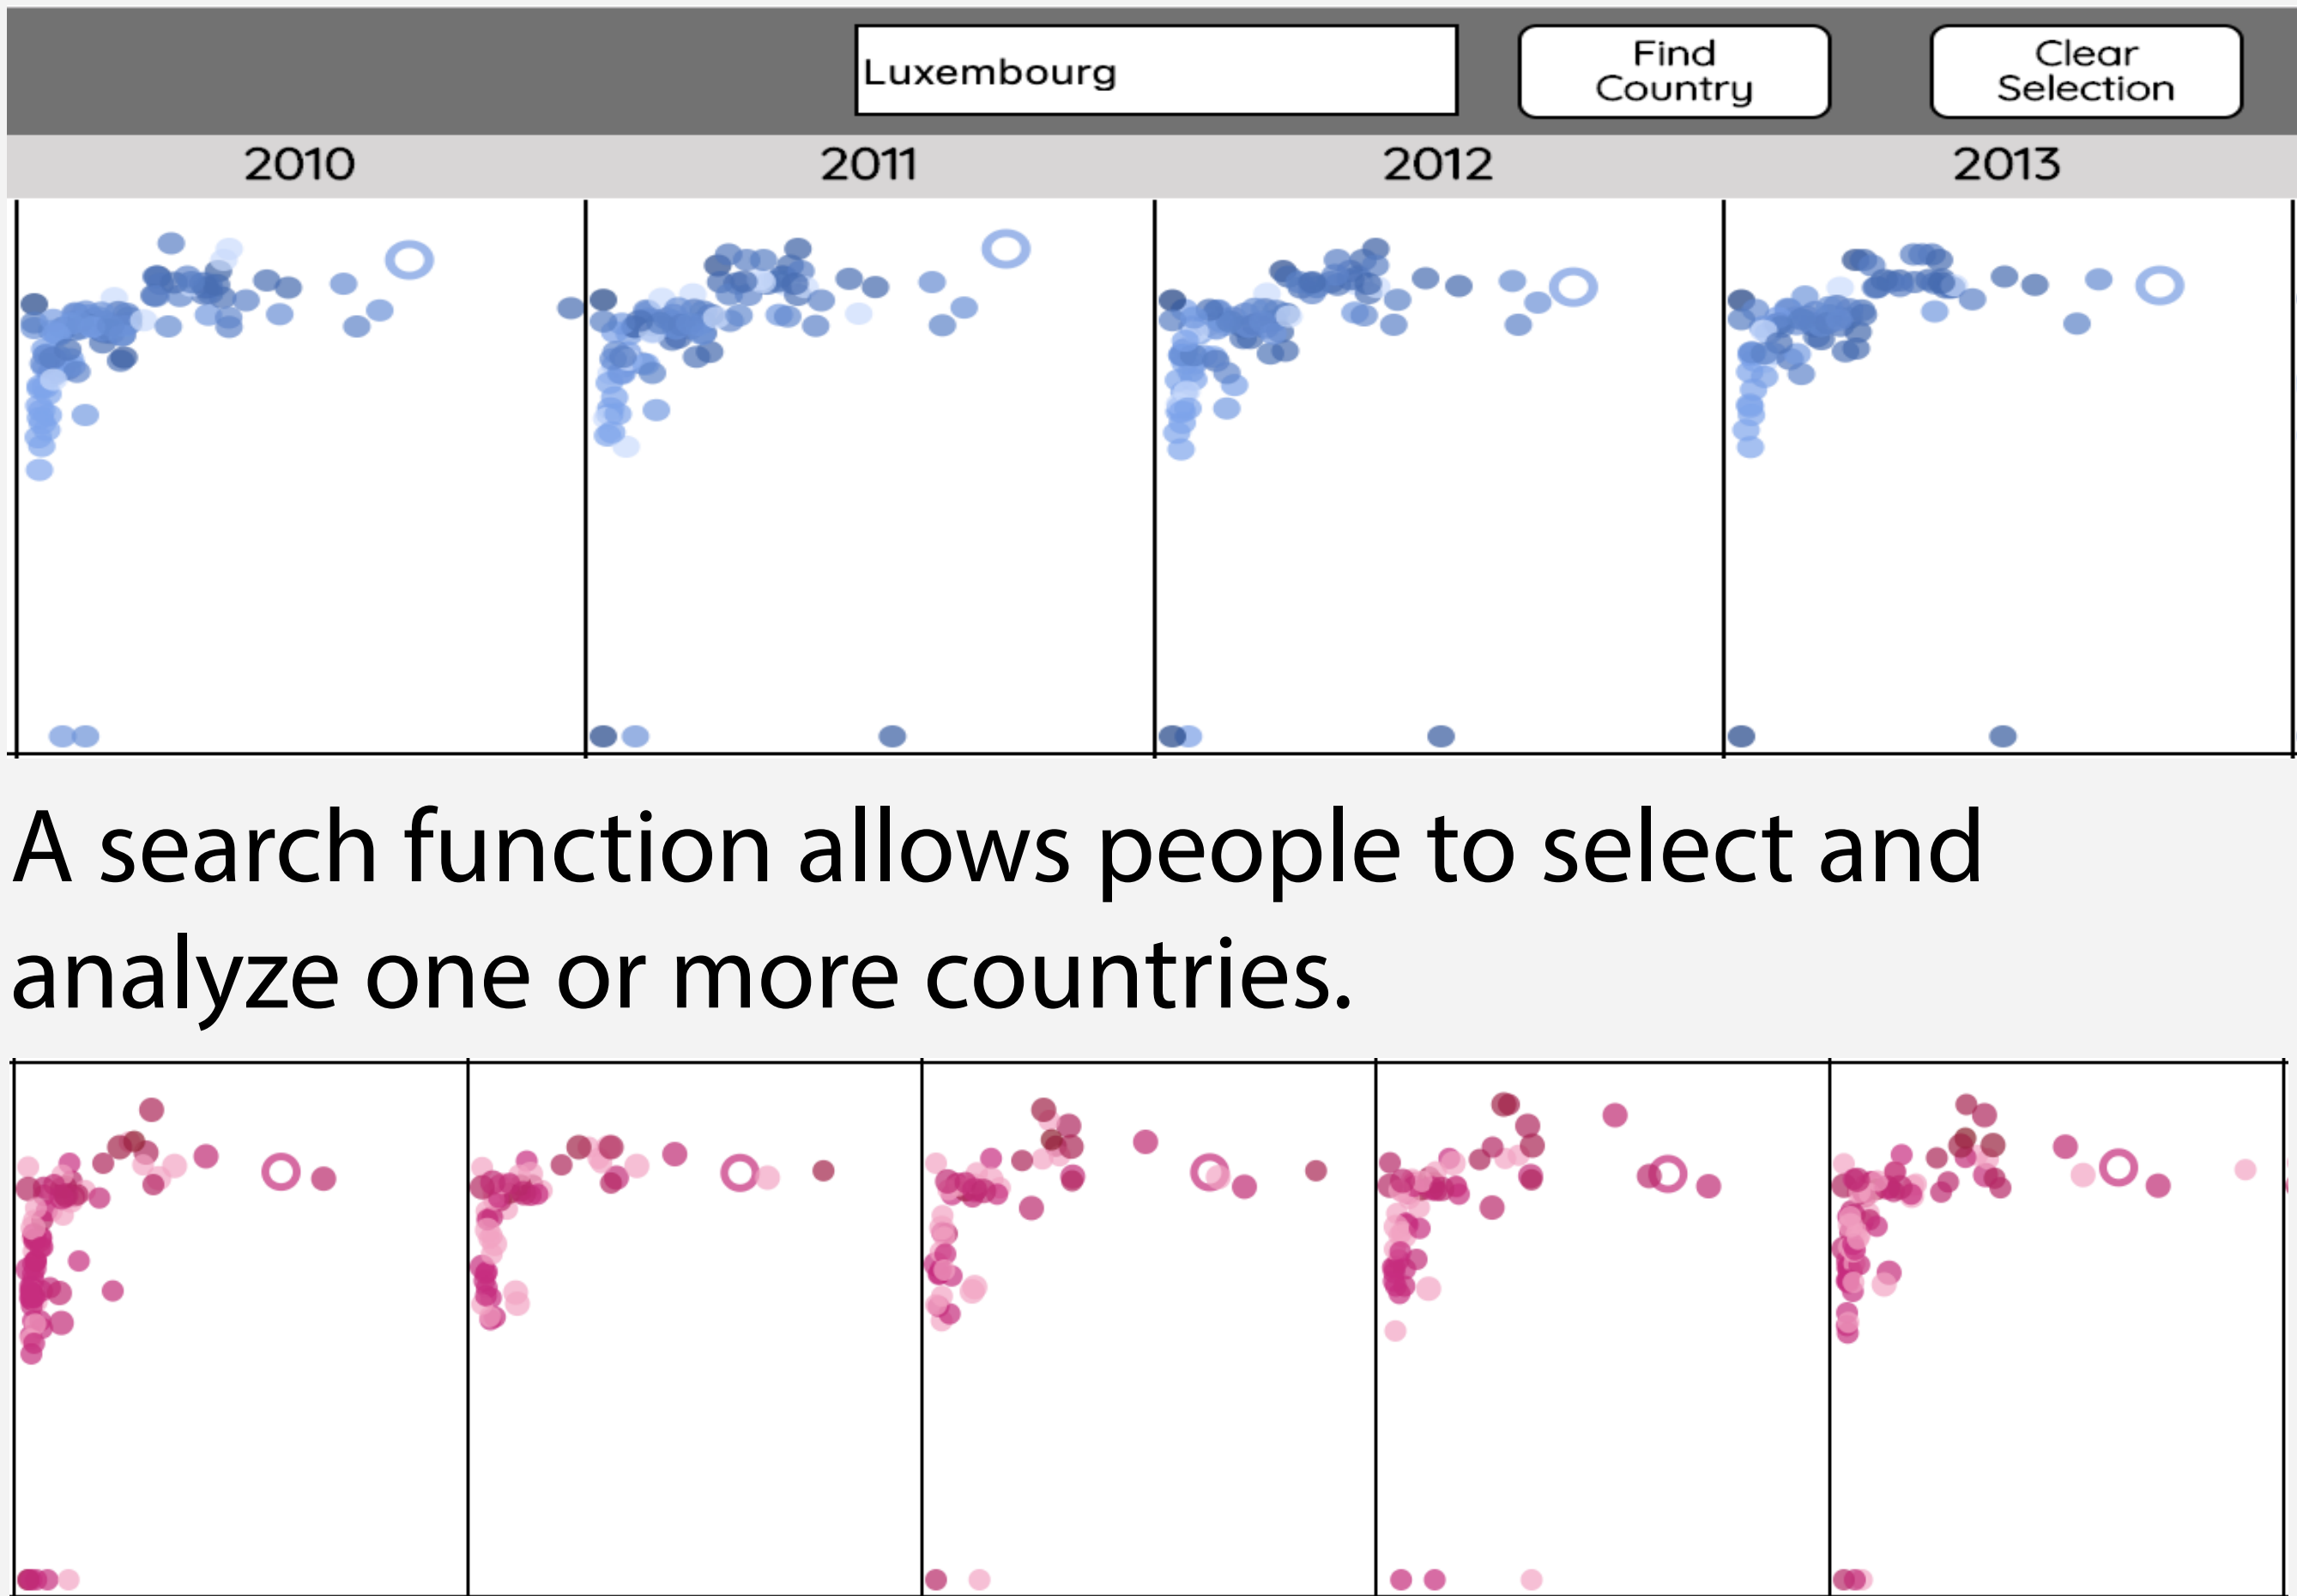 Luxembourg
Find
Country
Clear
Selection
2010 2011 2012 2013
A search function allows people to select and
analyze one or more countries.